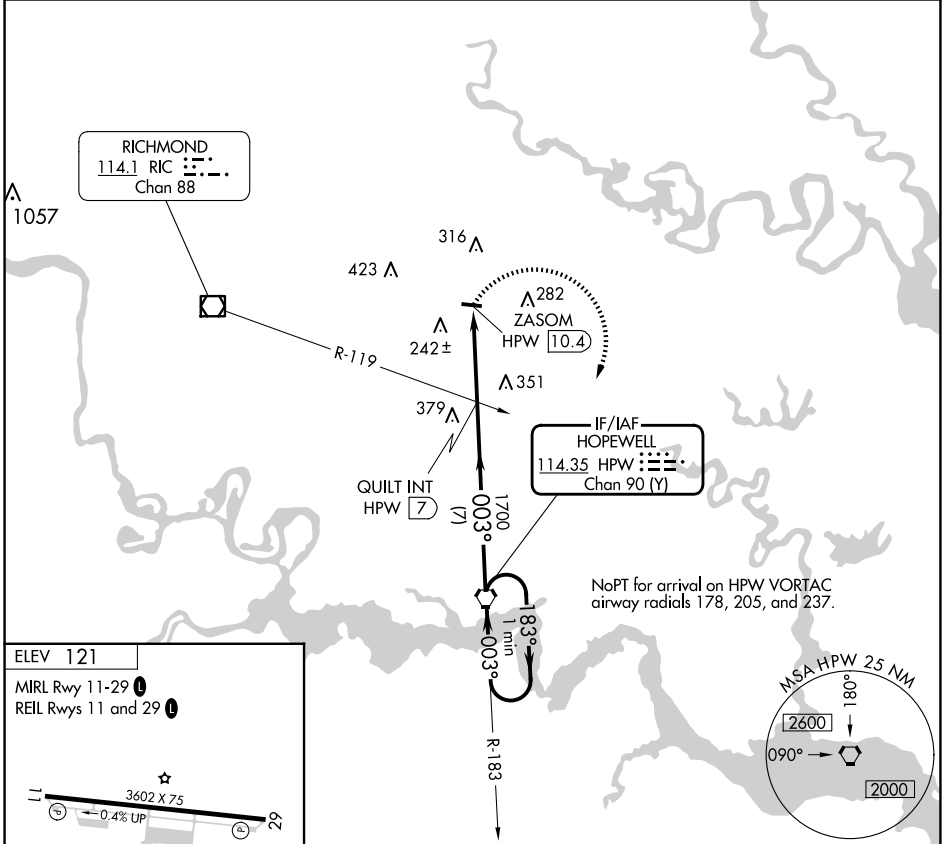 RICHMOND
114.1 RIC
Chan 88
1057
316
423
282
ZASOM
HPW 10.4
242±
R-119
351
379
IF/IAF
HOPEWELL
114.35 HPW
Chan 90 (Y)
QUILT INT
HPW 7
1700
003°
(7)
NoPT for arrival on HPW VORTAC
airway radials 178, 205, and 237.
183°
1 min
003°
R-183
ELEV 121
MIRL Rwy 11-29 L
REIL Rwys 11 and 29 L
11
3602 X 75
0.4% UP
29
P
P
MSA HPW 25 NM
180°
2600
090°
2000